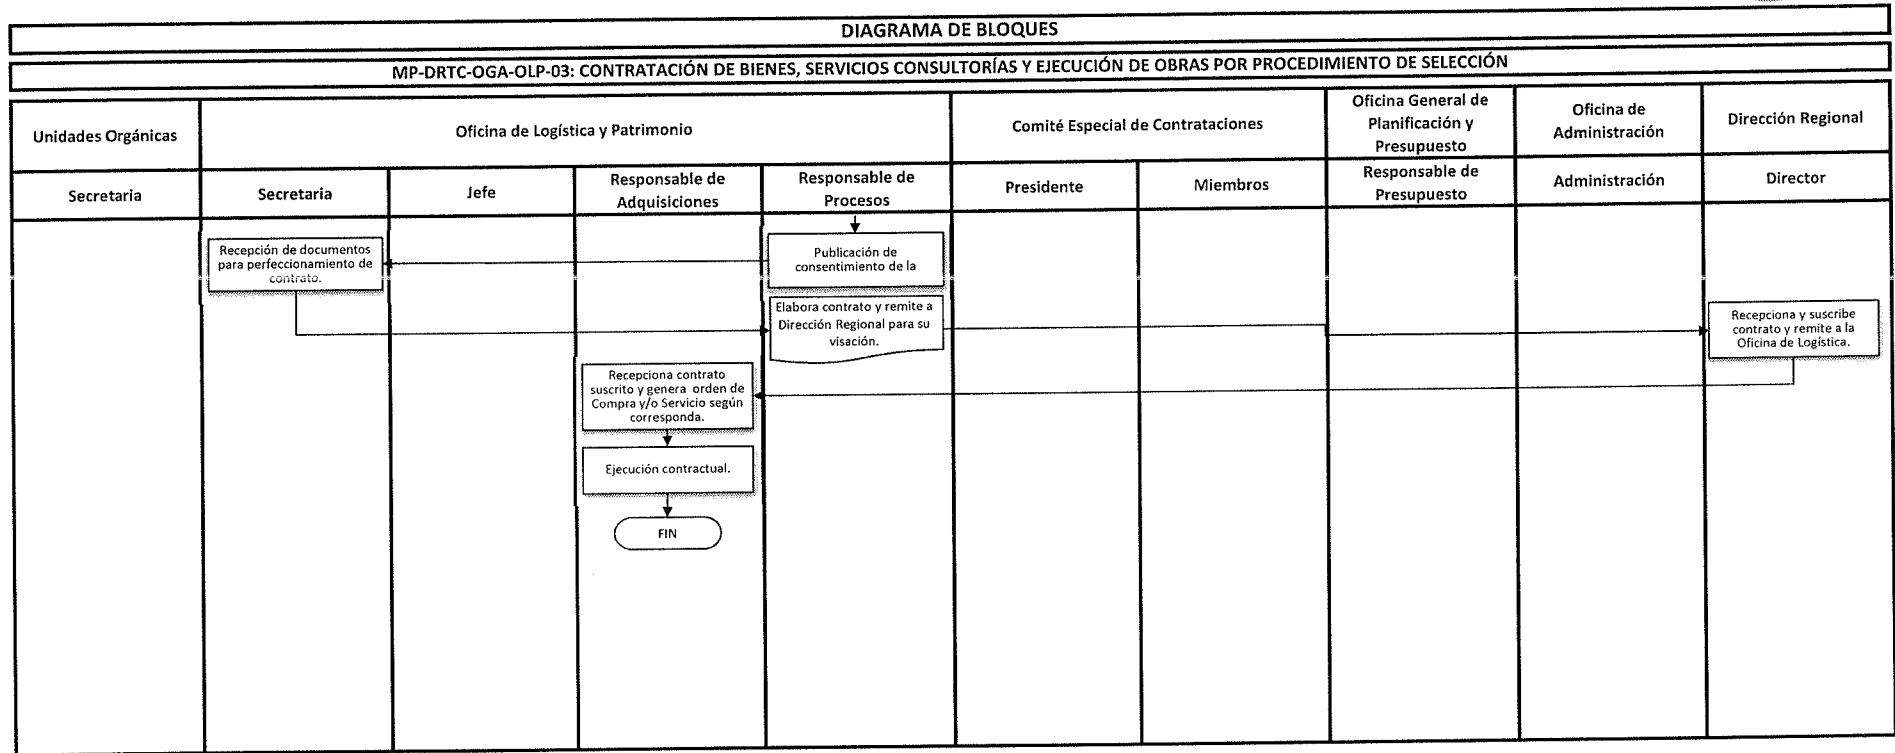 DIAGRAMA DE BLOQUES
MP-DRTC-OGA-OLP-03: CONTRATACIÓN DE BIENES, SERVICIOS CONSULTORÍAS Y EJECUCIÓN DE OBRAS POR PROCEDIMIENTO DE SELECCIÓN
Unidades Orgánicas
Oficina de Logística y Patrimonio
Comité Especial de Contrataciones
Oficina General de
Planificación y
Presupuesto
Oficina de
Administración
Dirección Regional
Secretaria
Secretaria
Jefe
Responsable de
Adquisiciones
Responsable de
Procesos
Presidente
Miembros
Responsable de
Presupuesto
Administración
Director
Publicación de
consentimiento de la
Recepción de documentos
para perfeccionamiento de
contrato.
Elabora contrato y remite a
Dirección Regional para su
visación.
Recepciona y suscribe
contrato y remite a la
Oficina de Logística.
Recepciona contrato
suscrito y genera orden de
Compra y/o Servicio según
corresponda.
Ejecución contractual.
FIN